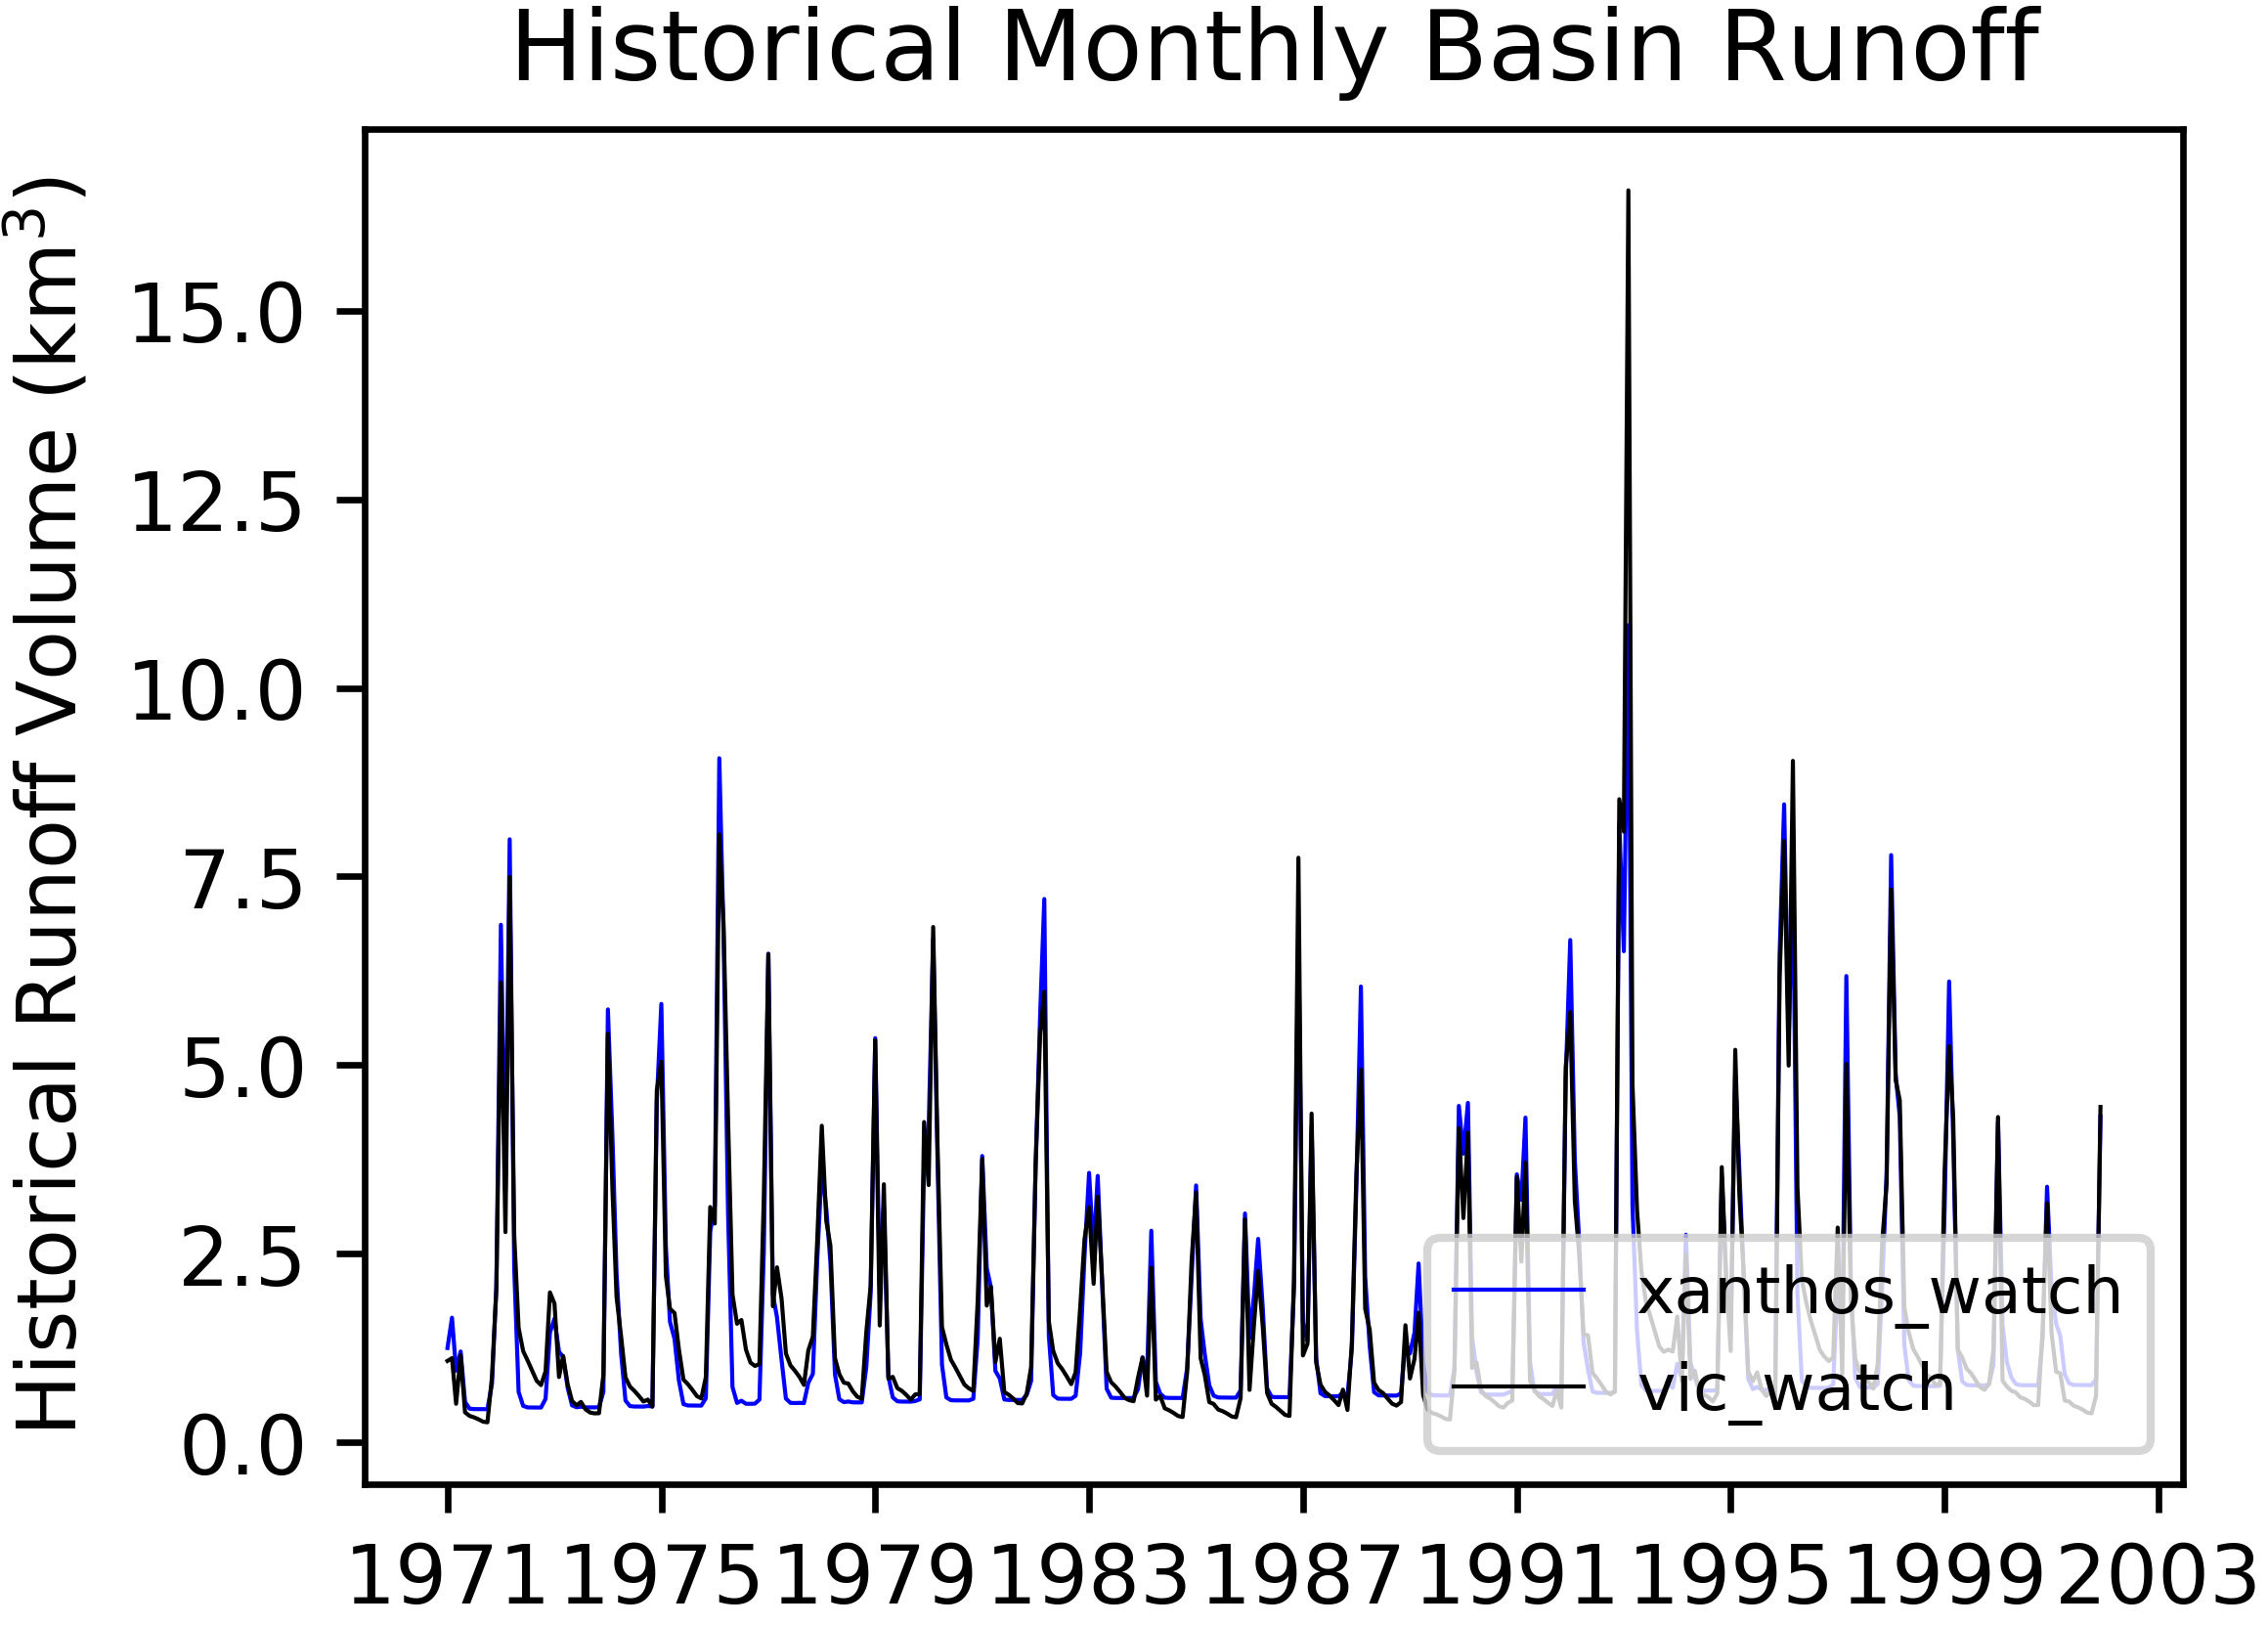 Historical Monthly Basin Runoff
Historical Runoff Volume (km³)
15.0
12.5
10.0
7.5
5.0
2.5
0.0
xanthos_watch
vic_watch
1971 1975 1979 1983 1987 1991 1995 1999 2003